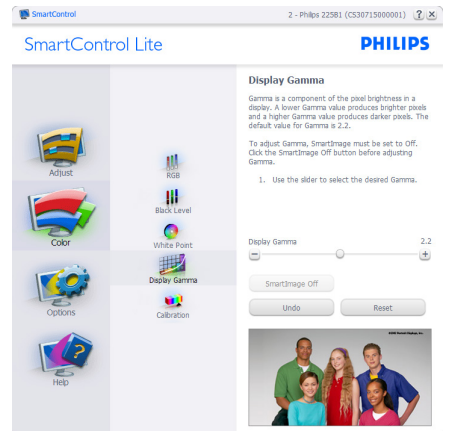 SmartControl
2 - Philips 225B1 (CS30715000001)
SmartControl Lite
PHILIPS
Adjust
Color
Options
Help
RGB
Black Level
White Point
Display Gamma
Calibration
Display Gamma
Gamma is a component of the pixel brightness in a
display. A lower Gamma value produces brighter pixels
and a higher Gamma value produces darker pixels. The
default value for Gamma is 2.2.
To adjust Gamma, SmartImage must be set to Off.
Click the SmartImage Off button before adjusting
Gamma.
1. Use the slider to select the desired Gamma.
Display Gamma 2.2
SmartImage Off
Undo Reset